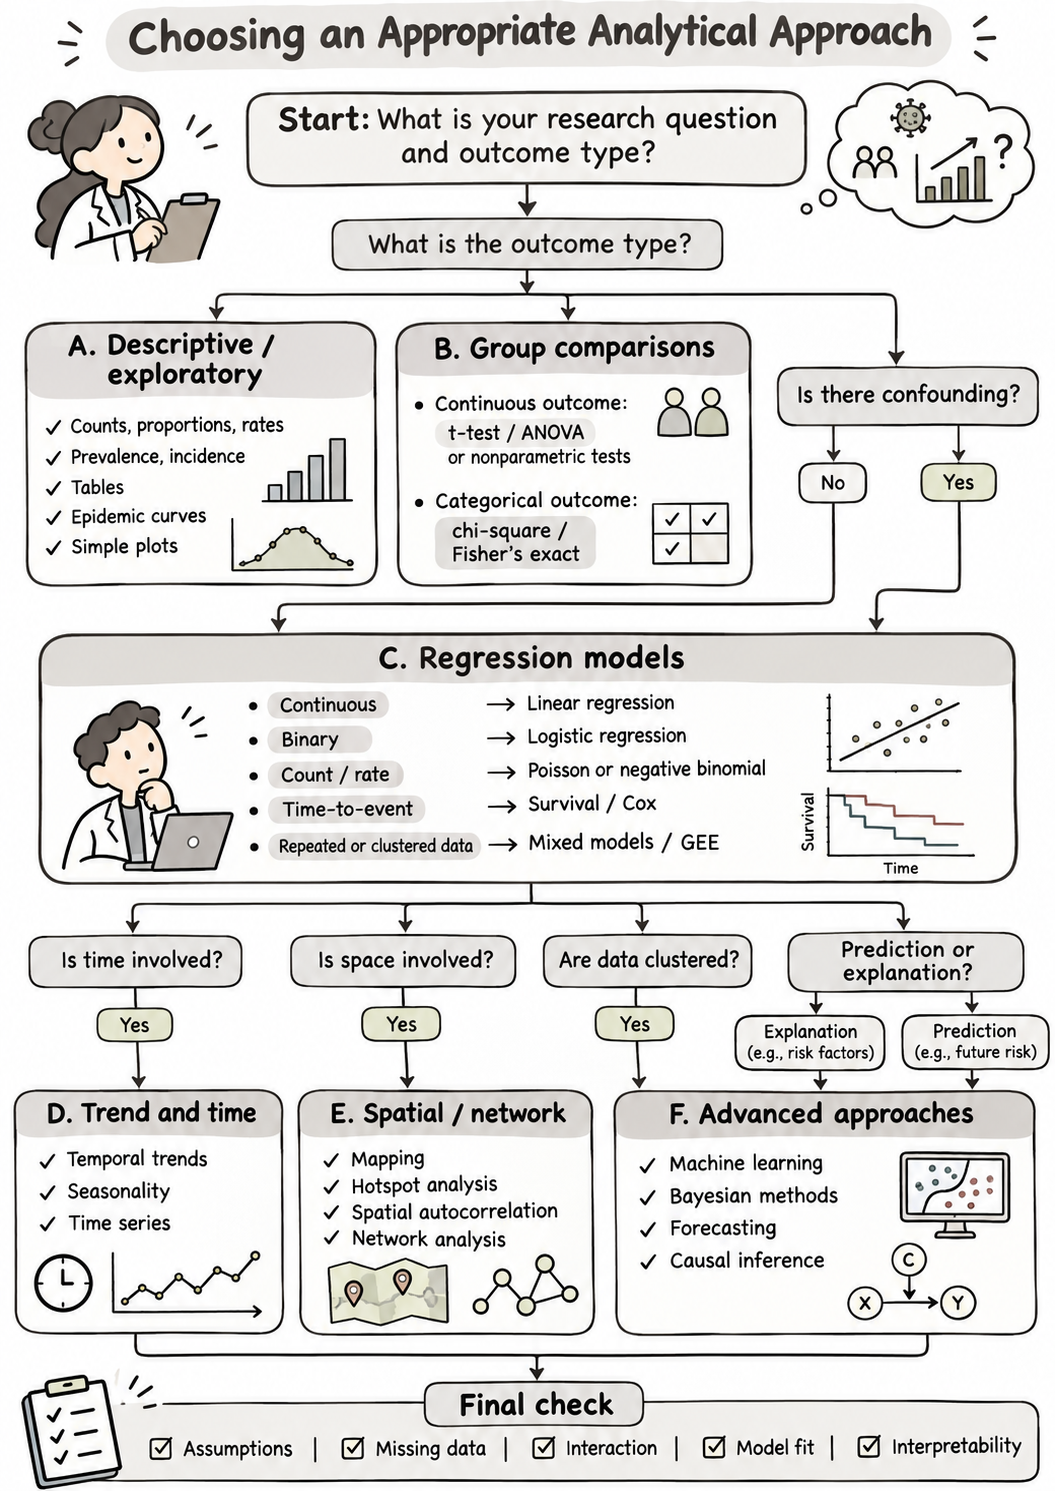 Choosing an Appropriate Analytical Approach
Start: What is your research question
and outcome type?
?
What is the outcome type?
A. Descriptive /
exploratory
✓ Counts, proportions, rates
✓ Prevalence, incidence
✓ Tables
✓ Epidemic curves
✓ Simple plots
B. Group comparisons
• Continuous outcome:
t-test / ANOVA
or nonparametric tests
• Categorical outcome:
chi-square /
Fisher's exact
Is there confounding?
No
Yes
C. Regression models
• Continuous → Linear regression
• Binary → Logistic regression
• Count / rate → Poisson or negative binomial
• Time-to-event → Survival / Cox
• Repeated or clustered data → Mixed models / GEE
Survival
Time
Is time involved?
Yes
Is space involved?
Yes
Are data clustered?
Yes
Prediction or
explanation?
Explanation
(e.g., risk factors)
Prediction
(e.g., future risk)
D. Trend and time
✓ Temporal trends
✓ Seasonality
✓ Time series
E. Spatial / network
✓ Mapping
✓ Hotspot analysis
✓ Spatial autocorrelation
✓ Network analysis
F. Advanced approaches
✓ Machine learning
✓ Bayesian methods
✓ Forecasting
✓ Causal inference
C
X
Y
Final check
☑ Assumptions | ☑ Missing data | ☑ Interaction | ☑ Model fit | ☑ Interpretability